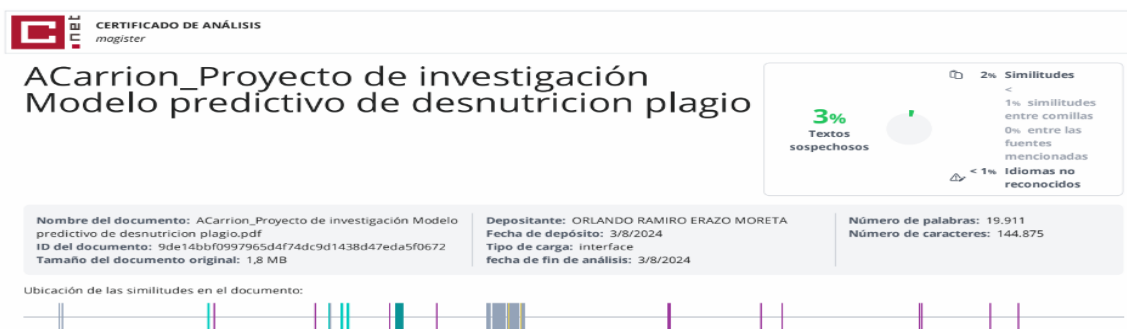 C
.net
CERTIFICADO DE ANÁLISIS
magister
ACarrion_Proyecto de investigación
Modelo predictivo de desnutricion plagio
3%
Textos
sospechosos
2% Similitudes
<
1% similitudes
entre comillas
0% entre las
fuentes
mencionadas
< 1% Idiomas no
reconocidos
Nombre del documento: ACarrion_Proyecto de investigación Modelo
predictivo de desnutricion plagio.pdf
ID del documento: 9de14bbf0997965d4f74dc9d1438d47eda5f0672
Tamaño del documento original: 1,8 MB
Depositante: ORLANDO RAMIRO ERAZO MORETA
Fecha de depósito: 3/8/2024
Tipo de carga: interface
fecha de fin de análisis: 3/8/2024
Número de palabras: 19.911
Número de caracteres: 144.875
Ubicación de las similitudes en el documento: